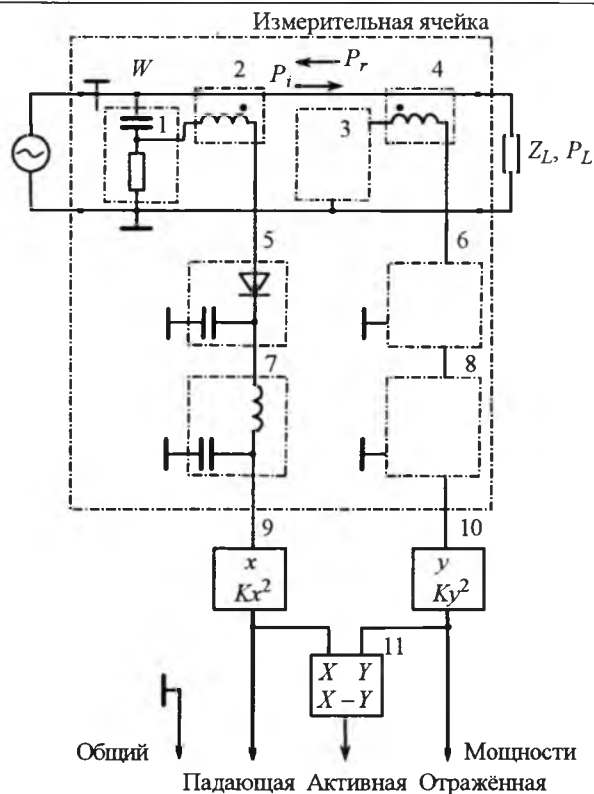 Измерительная ячейка
W 2 P_r 4
P_i
1 3 Z_L, P_L
5 6
7 8
9 10
x y
Kx² Ky²
11
X Y
X – Y
Общий Мощности
Падающая Активная Отражённая